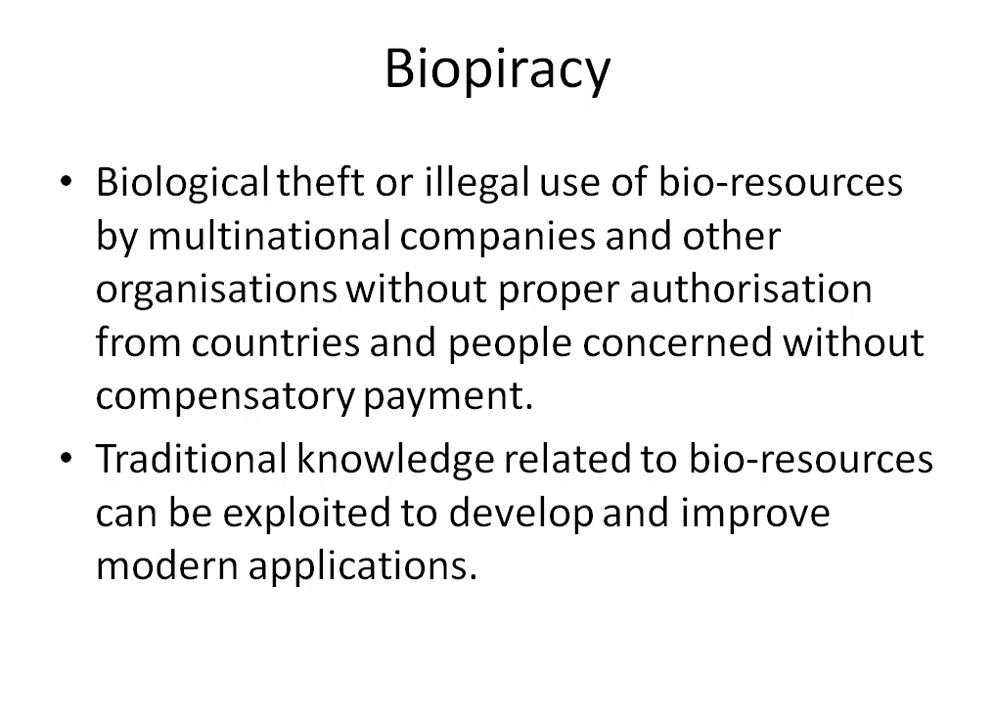 Biopiracy
• Biological theft or illegal use of bio-resources
by multinational companies and other
organisations without proper authorisation
from countries and people concerned without
compensatory payment.
• Traditional knowledge related to bio-resources
can be exploited to develop and improve
modern applications.